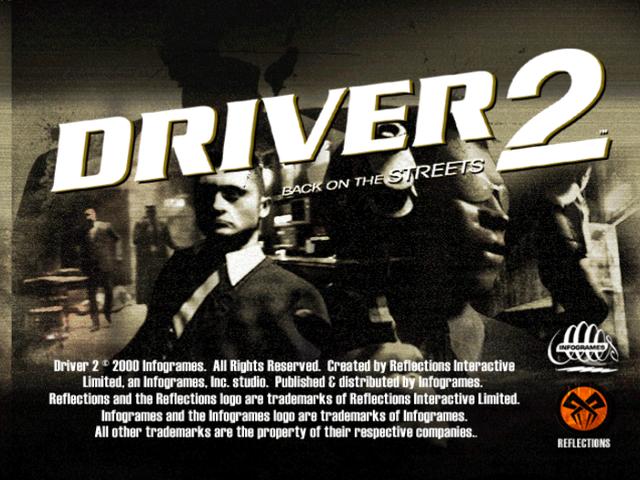 DRIVER 2™
BACK ON THE STREETS
INFOGRAMES
Driver 2 © 2000 Infogrames. All Rights Reserved. Created by Reflections Interactive
Limited, an Infogrames, Inc. studio. Published & distributed by Infogrames.
Reflections and the Reflections logo are trademarks of Reflections Interactive Limited.
Infogrames and the Infogrames logo are trademarks of Infogrames.
All other trademarks are the property of their respective companies..
REFLECTIONS